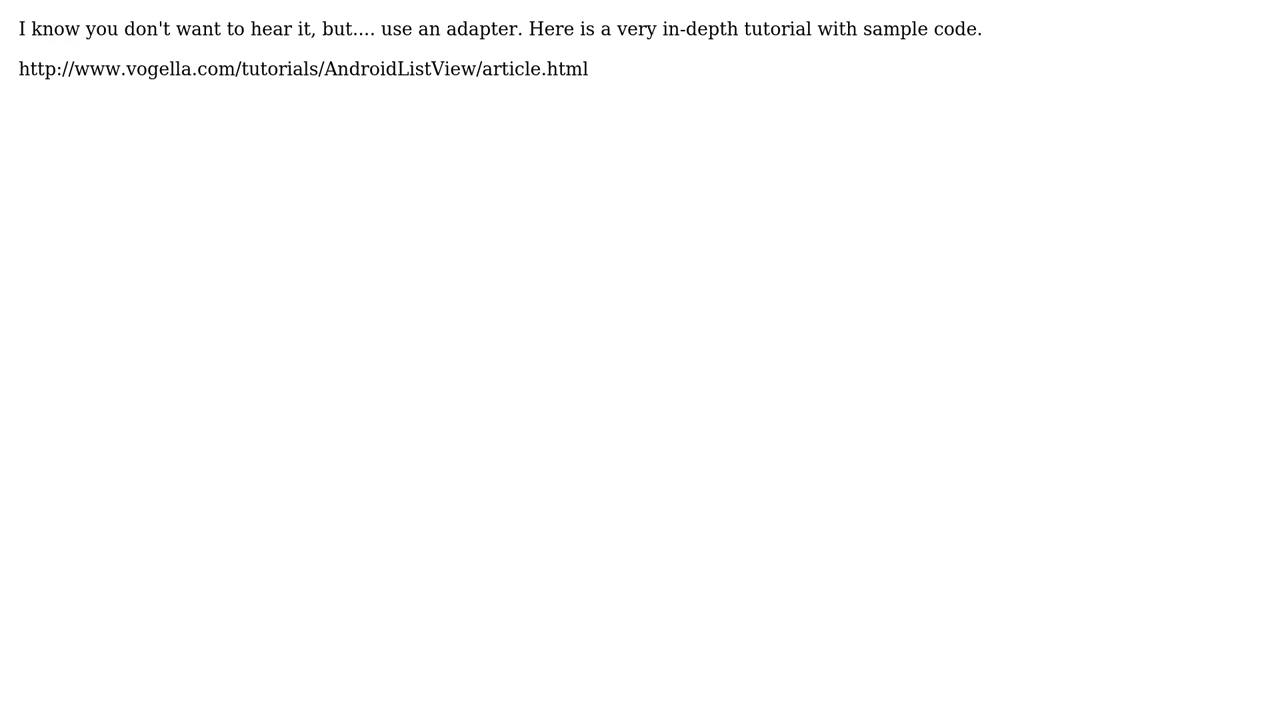 I know you don't want to hear it, but.... use an adapter. Here is a very in-depth tutorial with sample code.
http://www.vogella.com/tutorials/AndroidListView/article.html